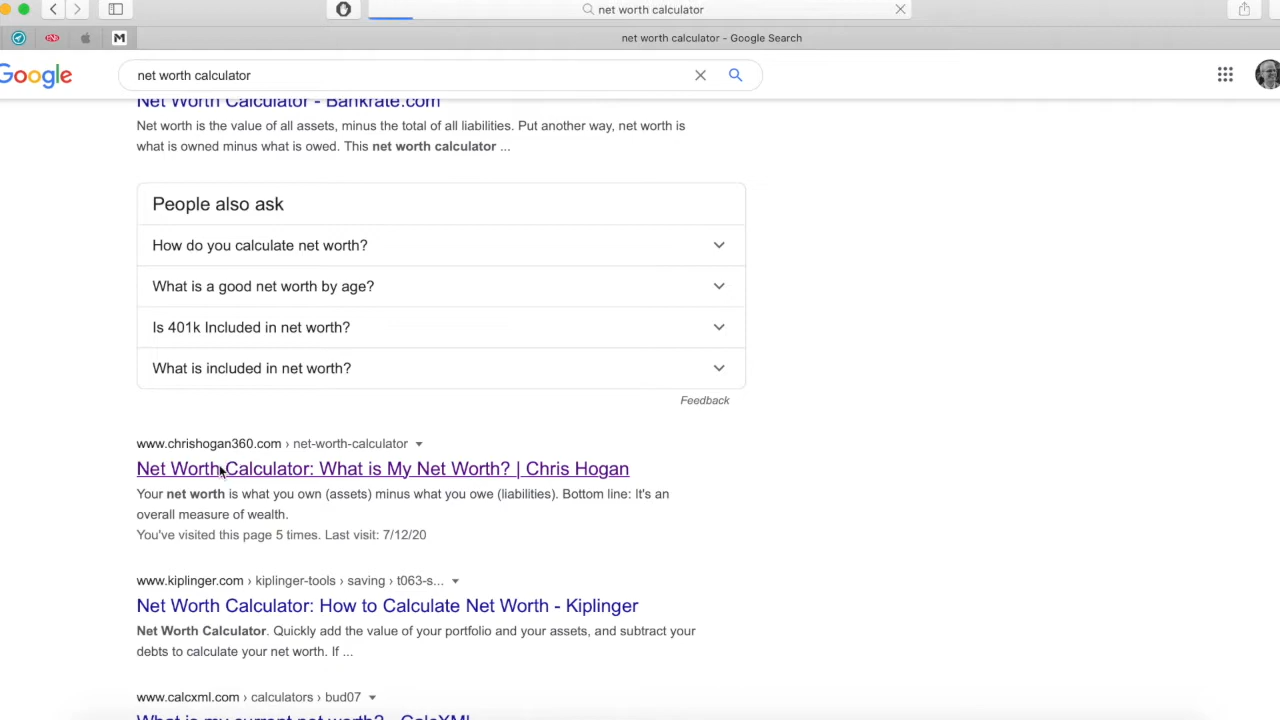 net worth calculator
M
net worth calculator - Google Search
Google
net worth calculator
Net Worth Calculator - Bankrate.com
Net worth is the value of all assets, minus the total of all liabilities. Put another way, net worth is
what is owned minus what is owed. This net worth calculator ...
People also ask
How do you calculate net worth?
What is a good net worth by age?
Is 401k Included in net worth?
What is included in net worth?
Feedback
www.chrishogan360.com › net-worth-calculator
Net Worth Calculator: What is My Net Worth? | Chris Hogan
Your net worth is what you own (assets) minus what you owe (liabilities). Bottom line: It's an
overall measure of wealth.
You've visited this page 5 times. Last visit: 7/12/20
www.kiplinger.com › kiplinger-tools › saving › t063-s...
Net Worth Calculator: How to Calculate Net Worth - Kiplinger
Net Worth Calculator. Quickly add the value of your portfolio and your assets, and subtract your
debts to calculate your net worth. If ...
www.calcxml.com › calculators › bud07
What is my current net worth? - CalcXML